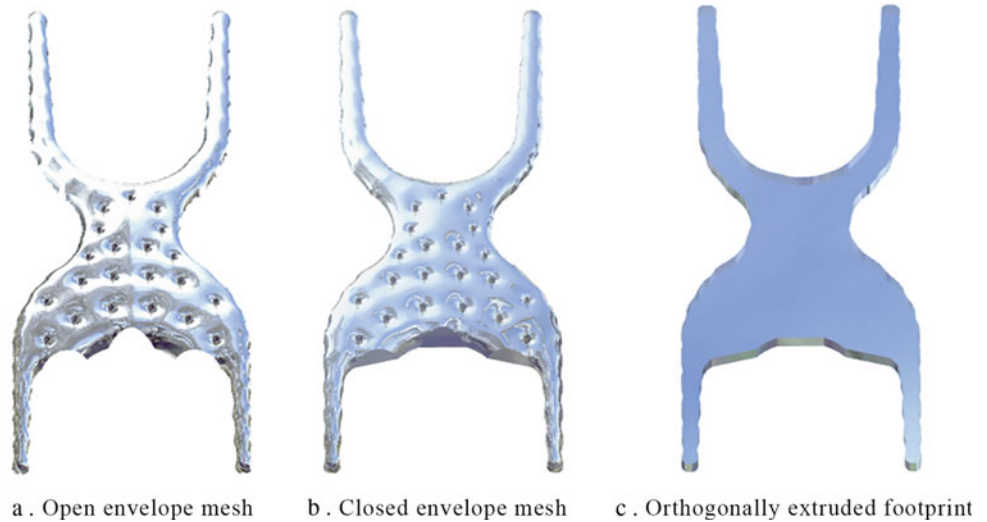 a . Open envelope mesh b . Closed envelope mesh c . Orthogonally extruded footprint